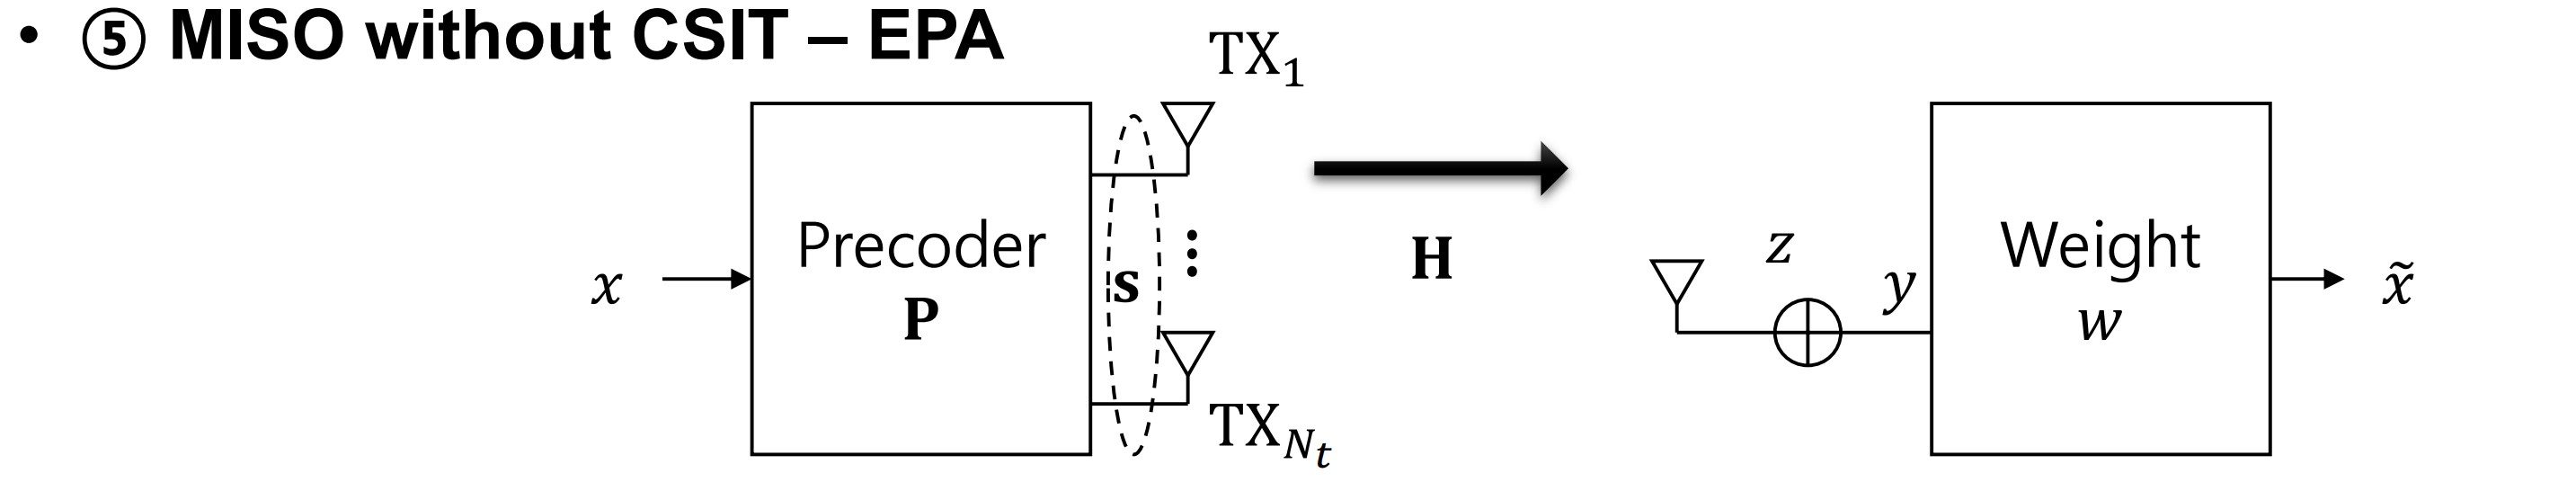 • ⑤ MISO without CSIT – EPA
TX₁
x
Precoder
P
s
⋮
TX_{N_t}
H
z
y
Weight
w
x̃